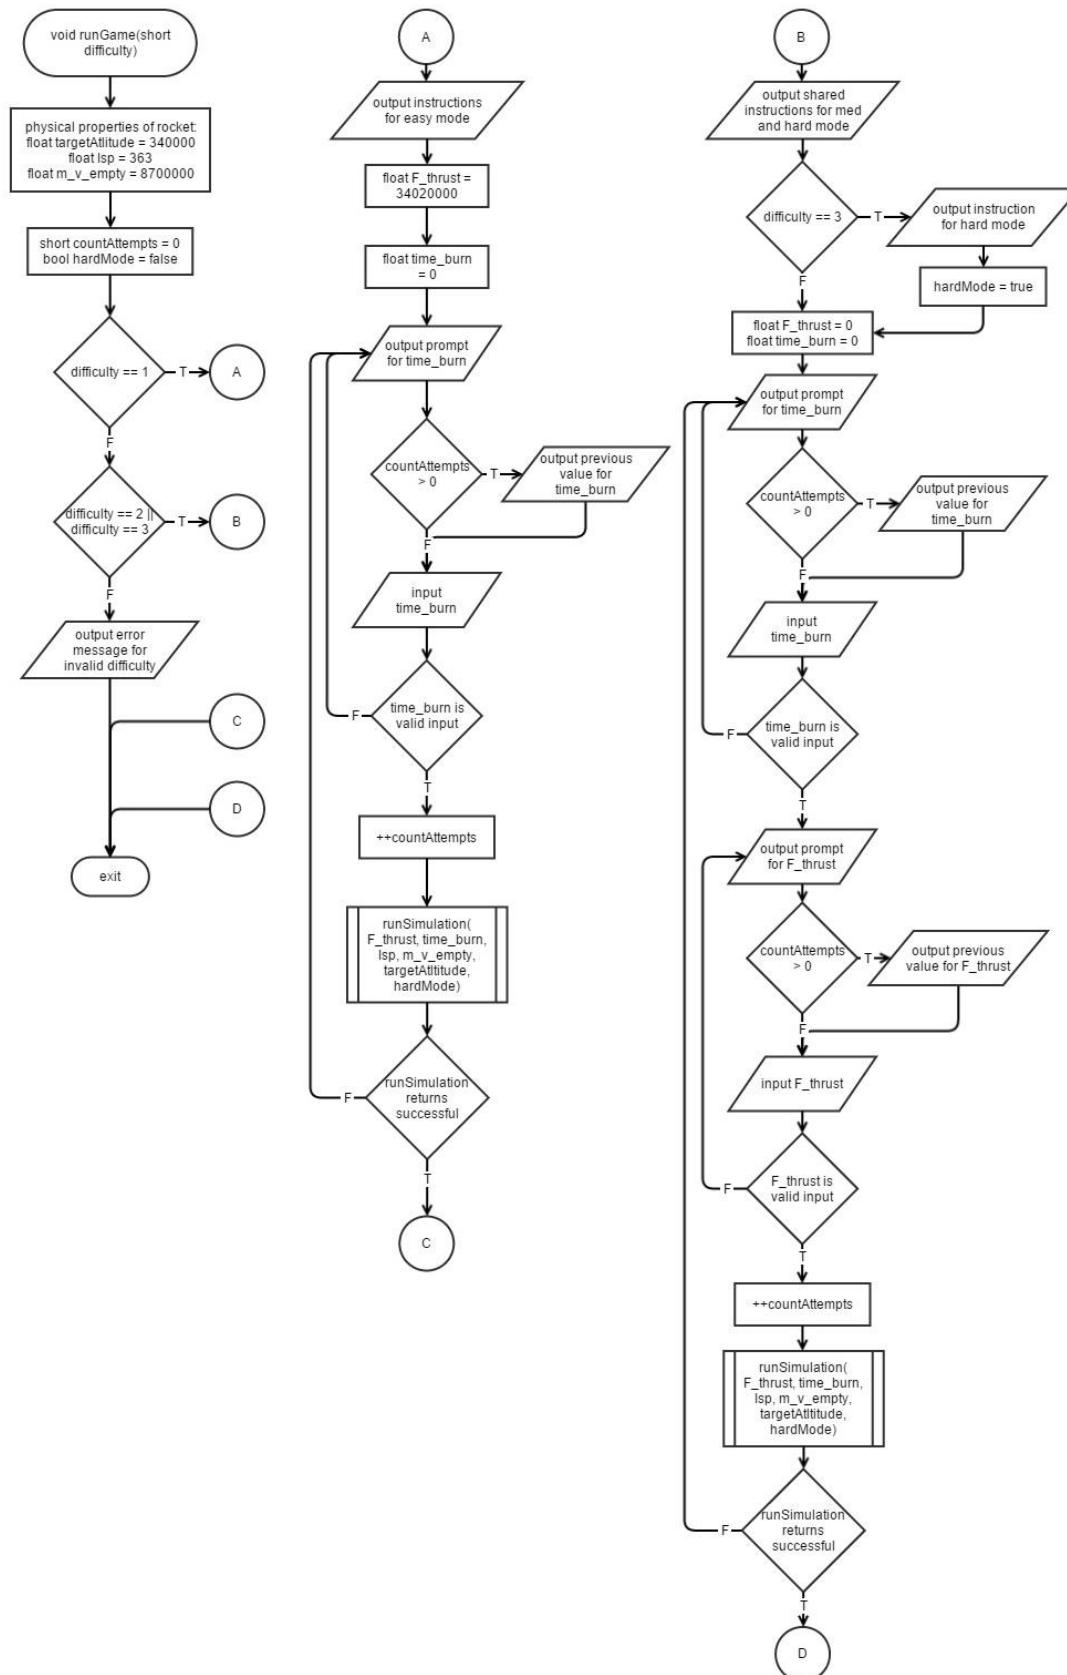 void runGame(short
difficulty)
physical properties of rocket:
float targetAtlitude = 340000
float Isp = 363
float m_v_empty = 8700000
short countAttempts = 0
bool hardMode = false
difficulty == 1
T
A
F
difficulty == 2 ||
difficulty == 3
T
B
F
output error
message for
invalid difficulty
C
D
exit
A
output instructions
for easy mode
float F_thrust =
34020000
float time_burn
= 0
output prompt
for time_burn
countAttempts
> 0
T
output previous
value for
time_burn
F
input
time_burn
time_burn is
valid input
F
T
++countAttempts
runSimulation(
F_thrust, time_burn,
Isp, m_v_empty,
targetAtltitude,
hardMode)
runSimulation
returns
successful
F
T
C
B
output shared
instructions for med
and hard mode
difficulty == 3
T
output instruction
for hard mode
hardMode = true
F
float F_thrust = 0
float time_burn = 0
output prompt
for time_burn
countAttempts
> 0
T
output previous
value for
time_burn
F
input
time_burn
time_burn is
valid input
F
T
output prompt
for F_thrust
countAttempts
> 0
T
output previous
value for F_thrust
F
input F_thrust
F_thrust is
valid input
F
T
++countAttempts
runSimulation(
F_thrust, time_burn,
Isp, m_v_empty,
targetAtltitude,
hardMode)
runSimulation
returns
successful
F
T
D